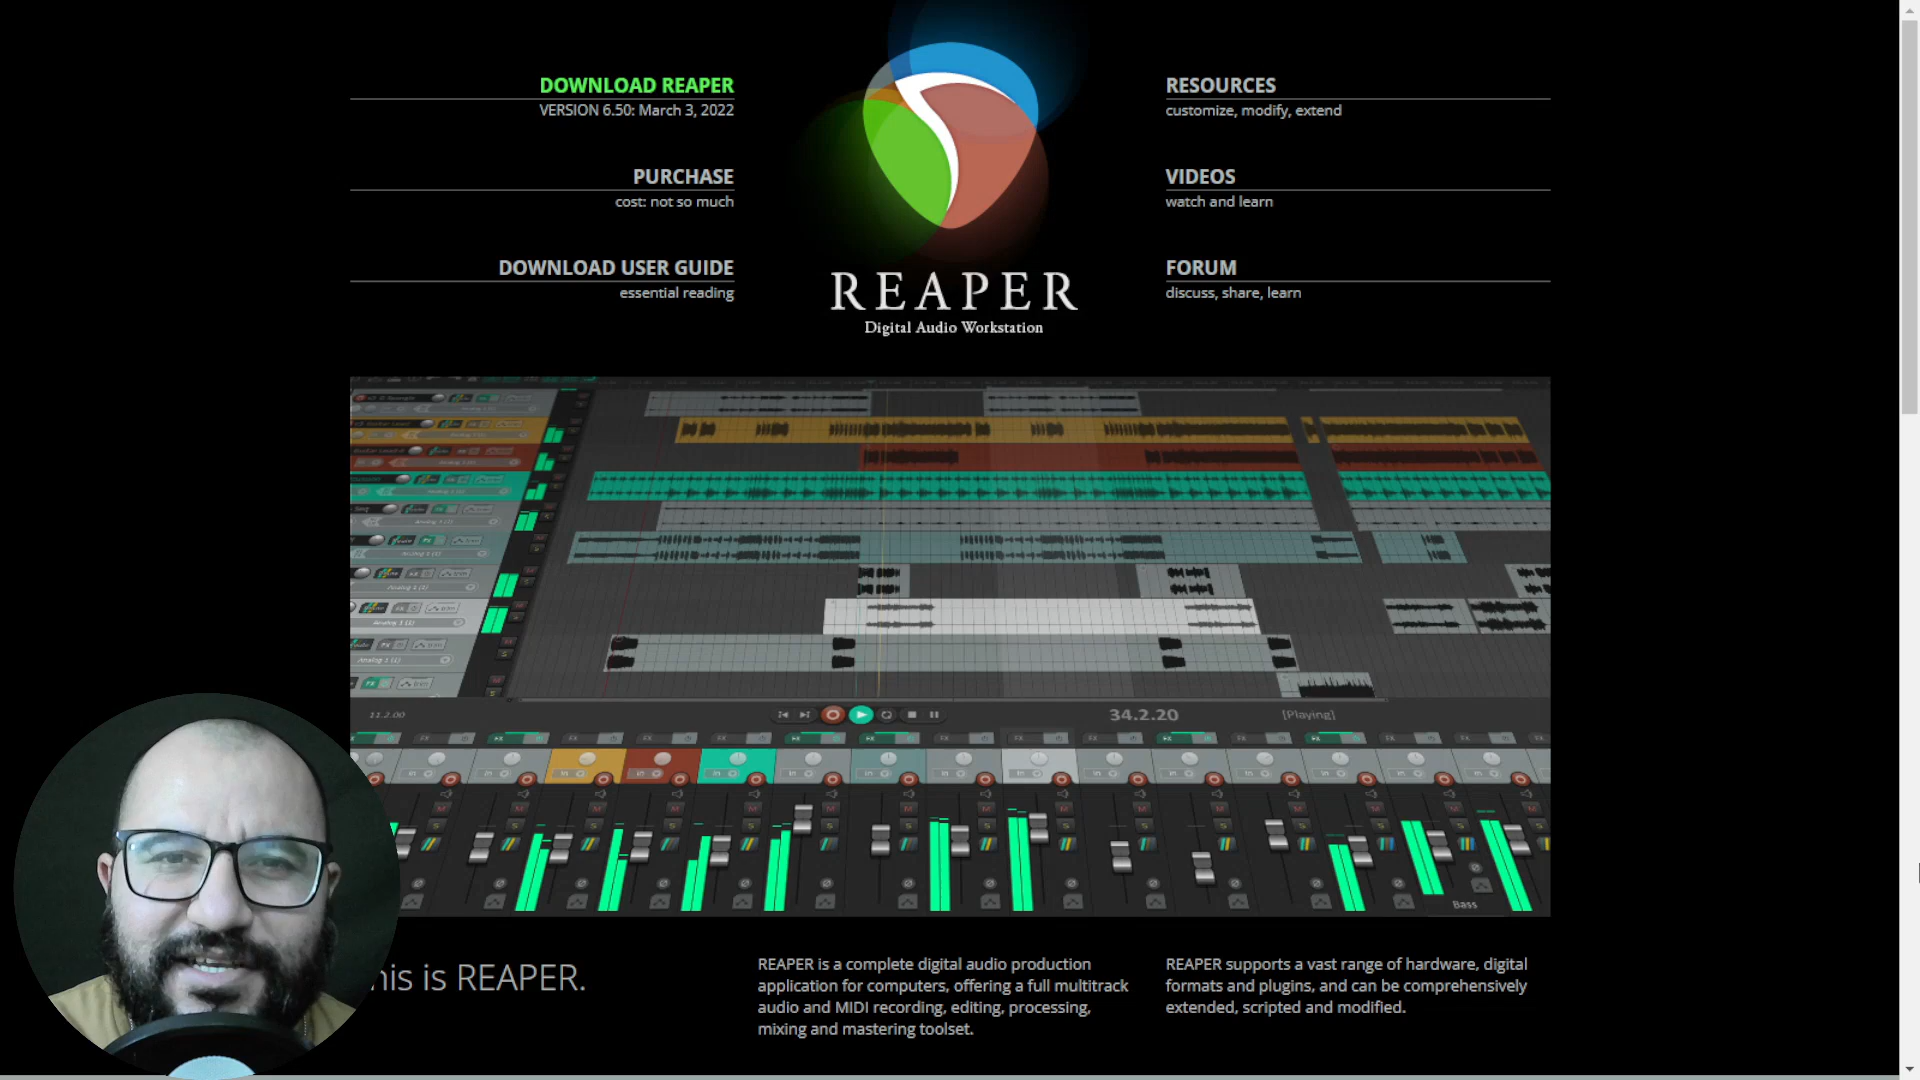 DOWNLOAD REAPER
VERSION 6.50: March 3, 2022
PURCHASE
cost: not so much
DOWNLOAD USER GUIDE
essential reading
REAPER
Digital Audio Workstation
RESOURCES
customize, modify, extend
VIDEOS
watch and learn
FORUM
discuss, share, learn
11.2.00
34.2.20
[Playing]
Bass
his is REAPER.
REAPER is a complete digital audio production
application for computers, offering a full multitrack
audio and MIDI recording, editing, processing,
mixing and mastering toolset.
REAPER supports a vast range of hardware, digital
formats and plugins, and can be comprehensively
extended, scripted and modified.